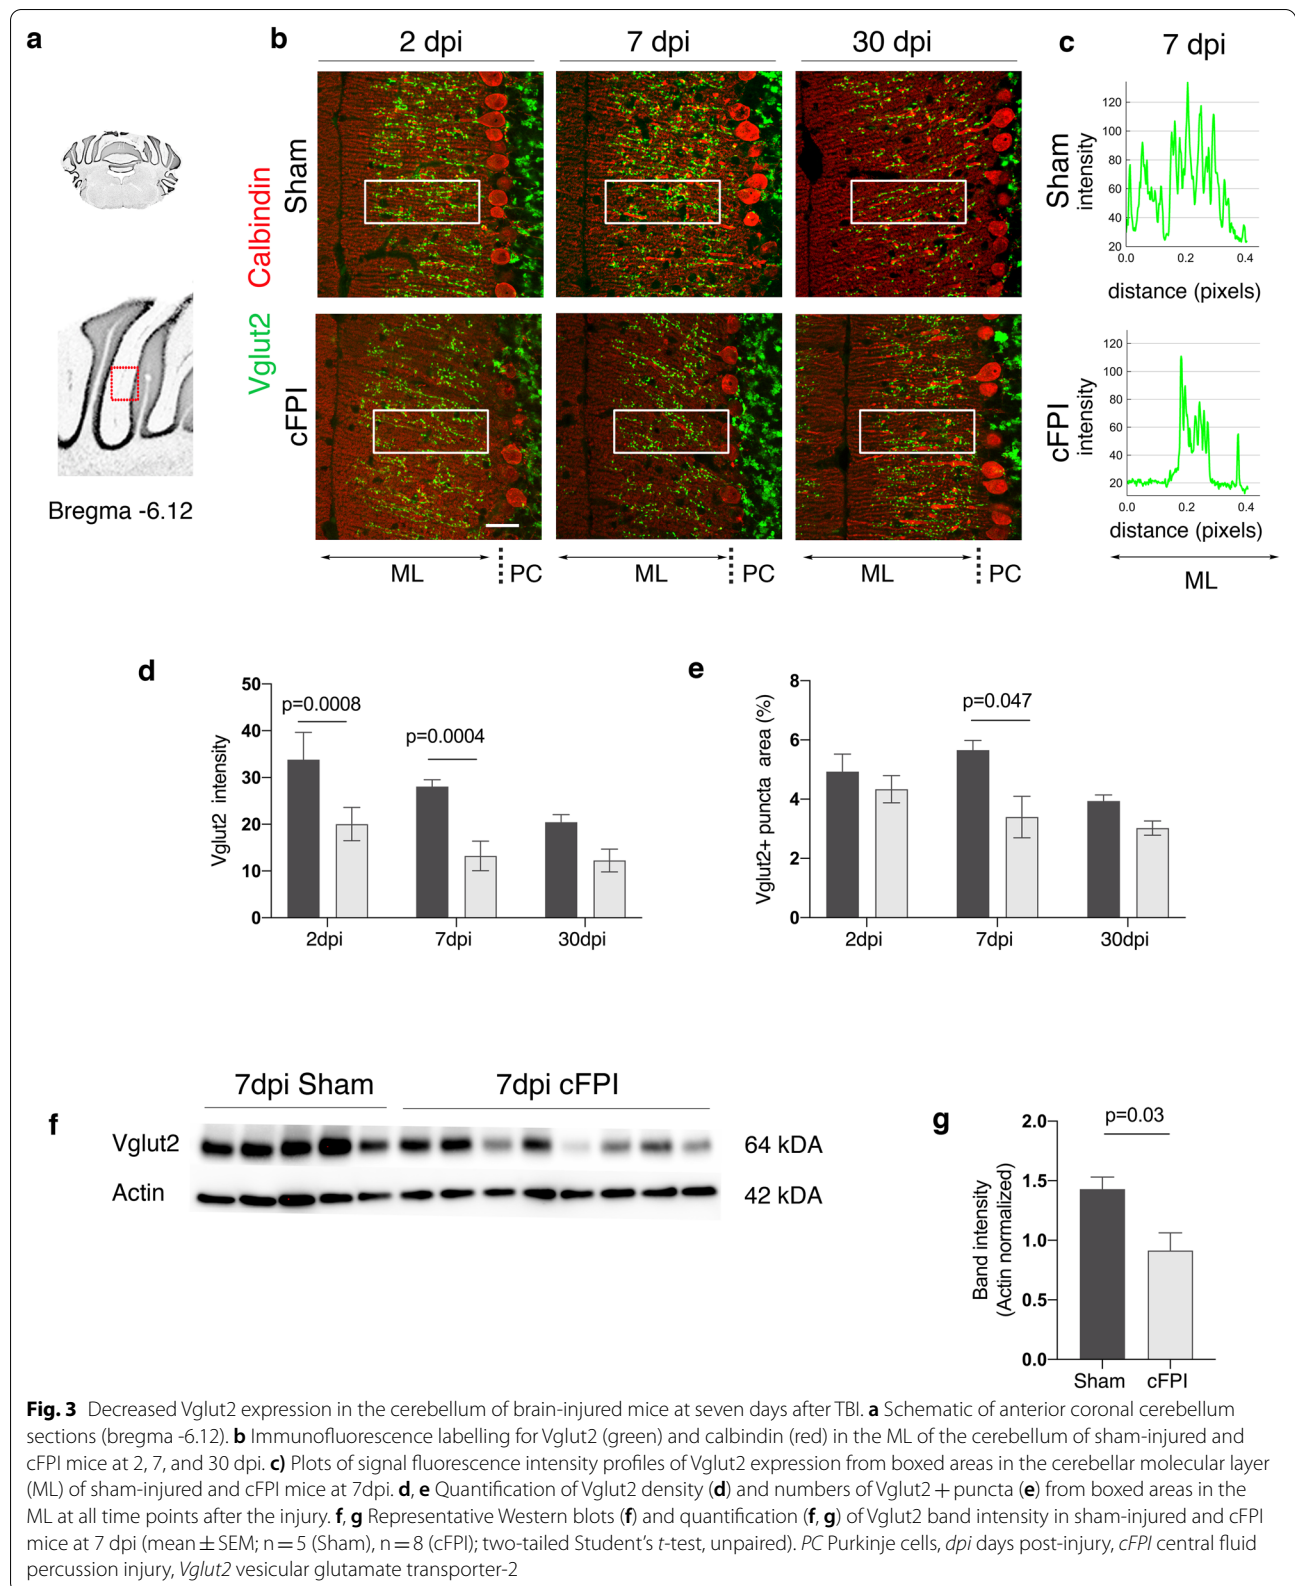 a
b
2 dpi
7 dpi
30 dpi
c
7 dpi
Bregma -6.12
Vglut2 Calbindin
Sham
cFPI
ML
PC
ML
PC
ML
PC
Sham
intensity
120
100
80
60
40
20
0.0 0.2 0.4
distance (pixels)
cFPI
intensity
120
100
80
60
40
20
0.0 0.2 0.4
distance (pixels)
ML
d
Vglut2 intensity
50
40
30
20
10
0
p=0.0008
p=0.0004
2dpi 7dpi 30dpi
e
Vglut2+ puncta area (%)
8
6
4
2
0
p=0.047
2dpi 7dpi 30dpi
f
7dpi Sham 7dpi cFPI
Vglut2 64 kDA
Actin 42 kDA
g
Band intensity
(Actin normalized)
2.0
1.5
1.0
0.5
0.0
p=0.03
Sham cFPI
Fig. 3 Decreased Vglut2 expression in the cerebellum of brain-injured mice at seven days after TBI. a Schematic of anterior coronal cerebellum
sections (bregma -6.12). b Immunofluorescence labelling for Vglut2 (green) and calbindin (red) in the ML of the cerebellum of sham-injured and
cFPI mice at 2, 7, and 30 dpi. c) Plots of signal fluorescence intensity profiles of Vglut2 expression from boxed areas in the cerebellar molecular layer
(ML) of sham-injured and cFPI mice at 7dpi. d, e Quantification of Vglut2 density (d) and numbers of Vglut2 + puncta (e) from boxed areas in the
ML at all time points after the injury. f, g Representative Western blots (f) and quantification (f, g) of Vglut2 band intensity in sham-injured and cFPI
mice at 7 dpi (mean ± SEM; n = 5 (Sham), n = 8 (cFPI); two-tailed Student's t-test, unpaired). PC Purkinje cells, dpi days post-injury, cFPI central fluid
percussion injury, Vglut2 vesicular glutamate transporter-2